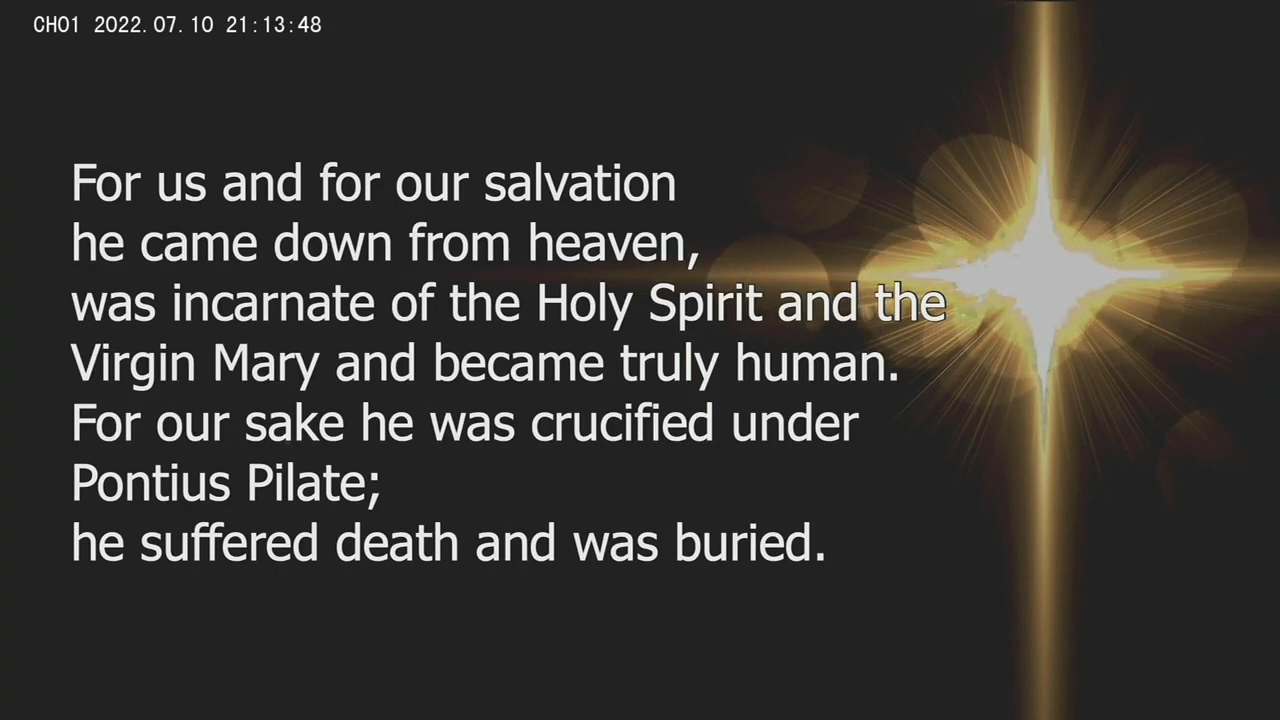 CH01 2022.07.10 21:13:48
For us and for our salvation
he came down from heaven,
was incarnate of the Holy Spirit and the
Virgin Mary and became truly human.
For our sake he was crucified under
Pontius Pilate;
he suffered death and was buried.